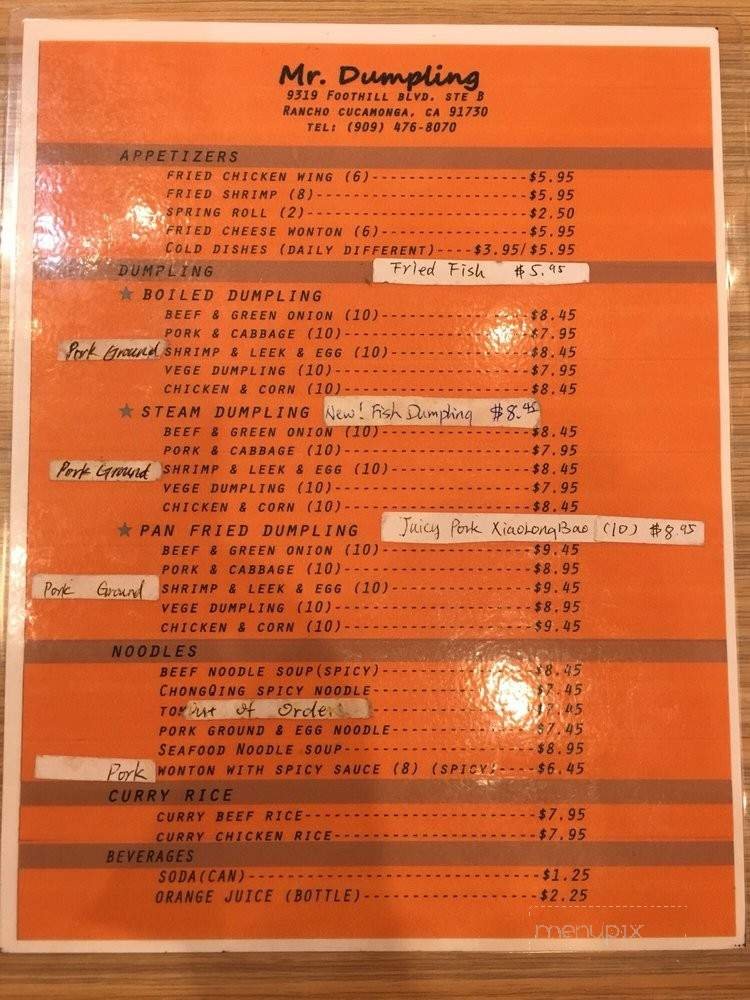 Mr. Dumpling
9319 FOOTHILL BLVD. STE B
RANCHO CUCAMONGA, CA 91730
TEL: (909) 476-8070
APPETIZERS
FRIED CHICKEN WING (6)-------------------$5.95
FRIED SHRIMP (8)-------------------------$5.95
SPRING ROLL (2)--------------------------$2.50
FRIED CHEESE WONTON (6)------------------$5.95
COLD DISHES (DAILY DIFFERENT)----$3.95/$5.95
DUMPLING Fried Fish $5.95
★ BOILED DUMPLING
BEEF & GREEN ONION (10)------------------$8.45
PORK & CABBAGE (10)----------------------$7.95
Pork Ground SHRIMP & LEEK & EGG (10)-----------------$8.45
VEGE DUMPLING (10)-----------------------$7.95
CHICKEN & CORN (10)----------------------$8.45
★ STEAM DUMPLING New! Fish Dumpling $8.45
BEEF & GREEN ONION (10)------------------$8.45
PORK & CABBAGE (10)----------------------$7.95
Pork Ground SHRIMP & LEEK & EGG (10)-----------------$8.45
VEGE DUMPLING (10)-----------------------$7.95
CHICKEN & CORN (10)----------------------$8.45
★ PAN FRIED DUMPLING Juicy Pork XiaoLongBao (10) $8.95
BEEF & GREEN ONION (10)------------------$9.45
PORK & CABBAGE (10)----------------------$8.95
Pork Ground SHRIMP & LEEK & EGG (10)-----------------$9.45
VEGE DUMPLING (10)-----------------------$8.95
CHICKEN & CORN (10)----------------------$9.45
NOODLES
BEEF NOODLE SOUP(SPICY)------------------$8.45
CHONGQING SPICY NOODLE-------------------$7.45
Out of Order $7.45
PORK GROUND & EGG NOODLE-----------------$7.45
SEAFOOD NOODLE SOUP----------------------$8.95
Pork WONTON WITH SPICY SAUCE (8) (SPICY)----$6.45
CURRY RICE
CURRY BEEF RICE--------------------------$7.95
CURRY CHICKEN RICE-----------------------$7.95
BEVERAGES
SODA(CAN)--------------------------------$1.25
ORANGE JUICE (BOTTLE)--------------------$2.25
menupix